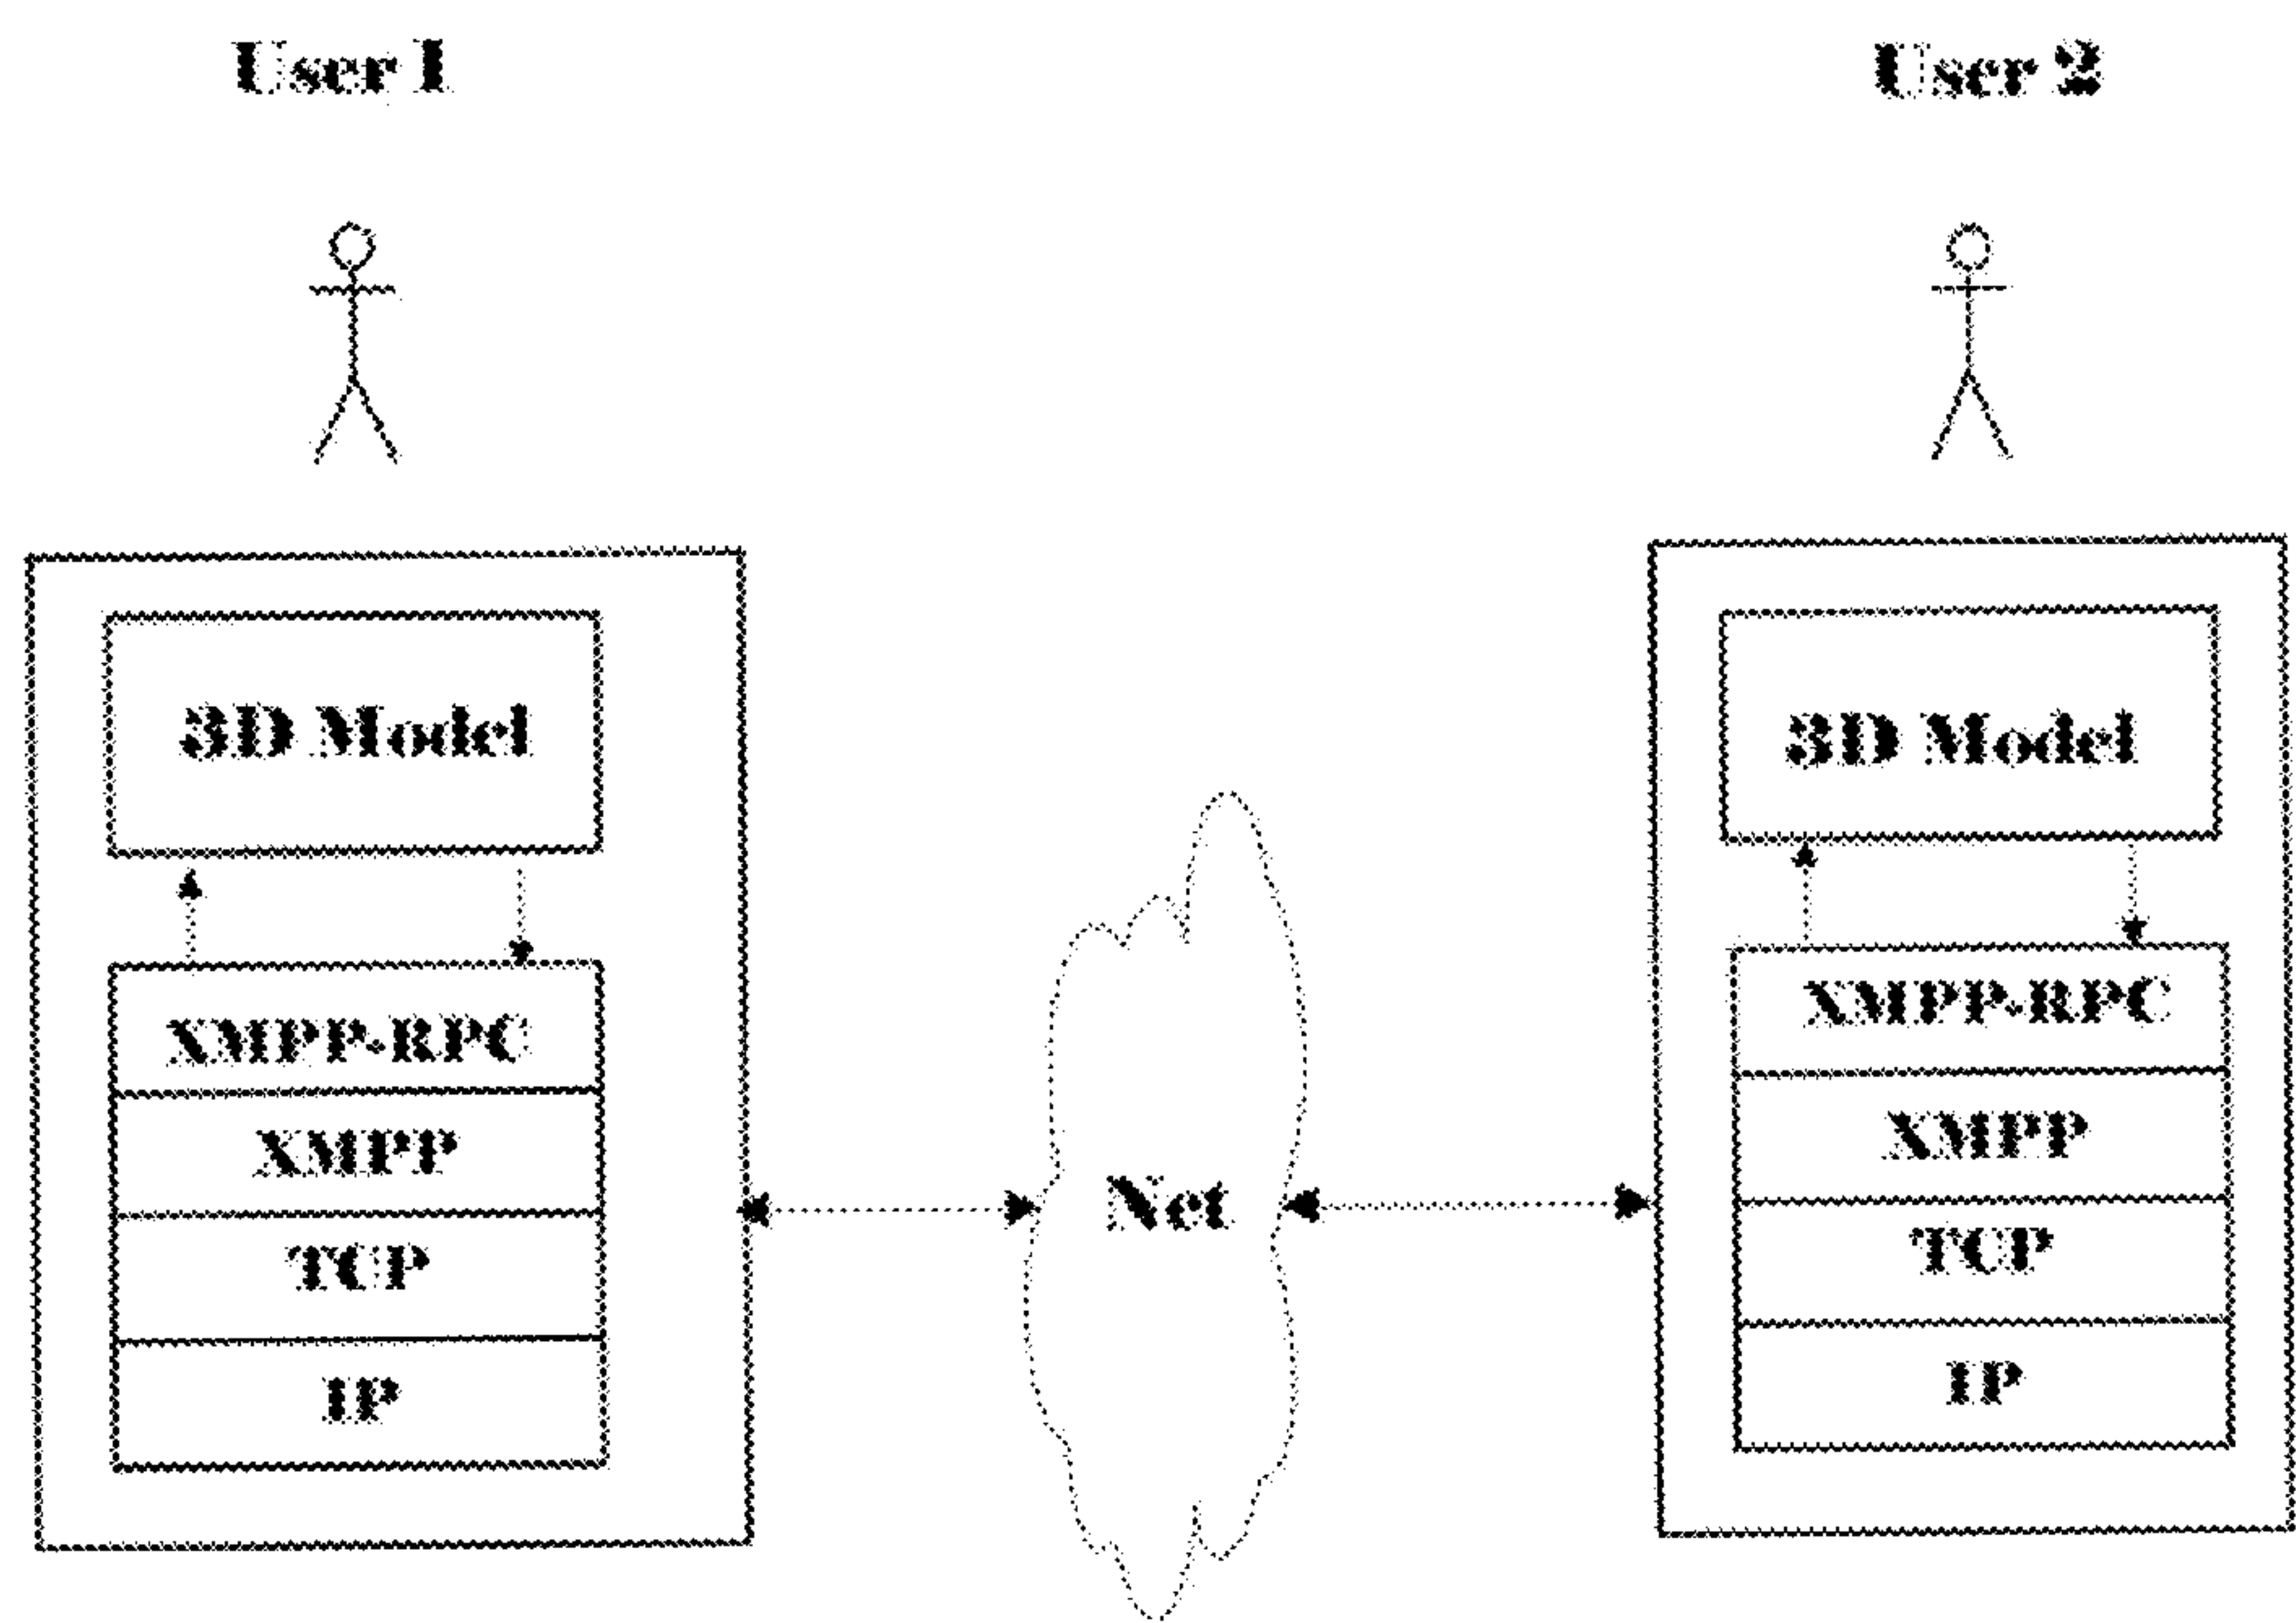 User 1
User 2
3D Model
XMPP-RPC
XMPP
TCP
IP
Net
3D Model
XMPP-RPC
XMPP
TCP
IP